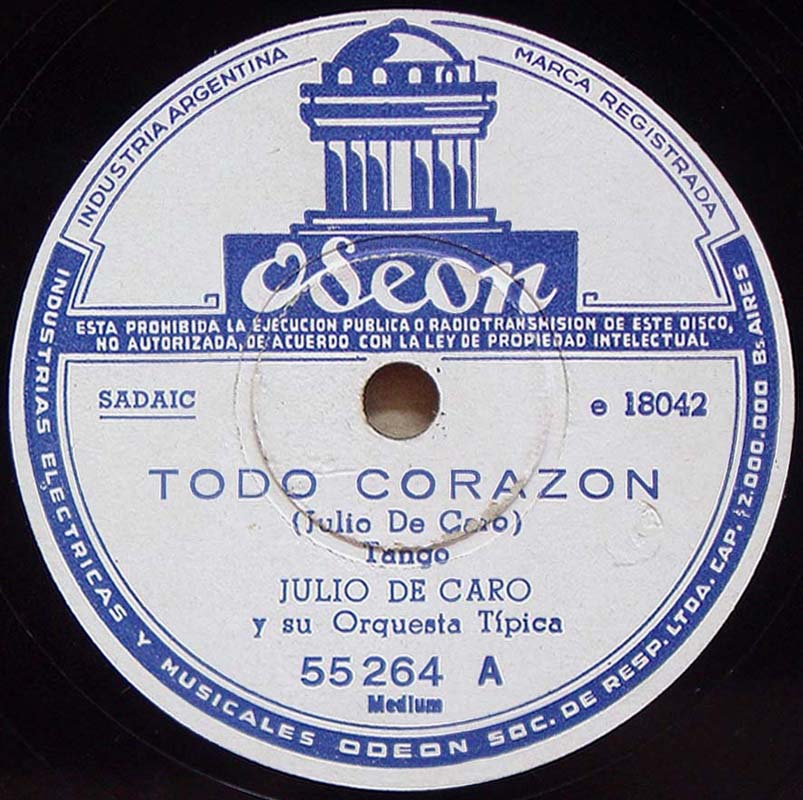 INDUSTRIA ARGENTINA
MARCA REGISTRADA
Odeon
ESTA PROHIBIDA LA EJECUCION PUBLICA O RADIOTRANSMISION DE ESTE DISCO,
NO AUTORIZADA, DE ACUERDO CON LA LEY DE PROPIEDAD INTELECTUAL
SADAIC
e 18042
TODO CORAZON
(Julio De Caro)
Tango
JULIO DE CARO
y su Orquesta Típica
55264 A
Medium
INDUSTRIAS ELECTRICAS Y MUSICALES ODEON SOC. DE RESP. LTDA. CAP. $2.000.000 Bs. AIRES